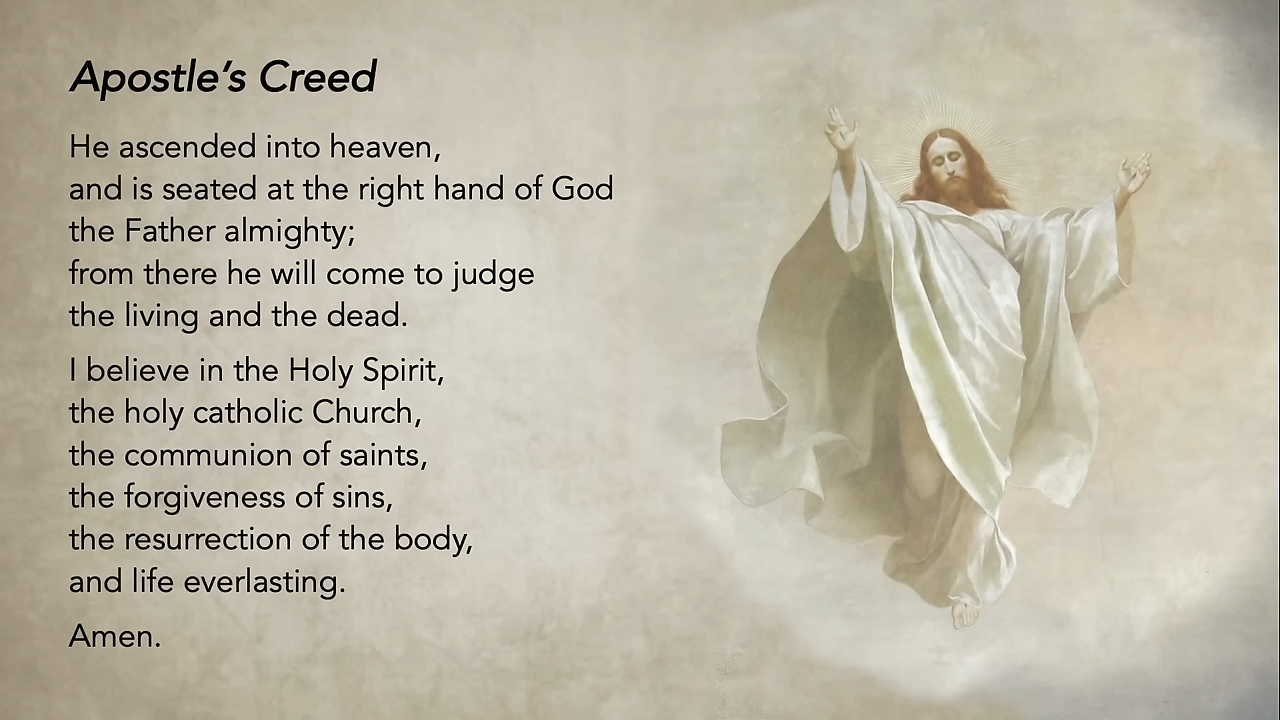 Apostle’s Creed
He ascended into heaven,
and is seated at the right hand of God
the Father almighty;
from there he will come to judge
the living and the dead.
I believe in the Holy Spirit,
the holy catholic Church,
the communion of saints,
the forgiveness of sins,
the resurrection of the body,
and life everlasting.
Amen.